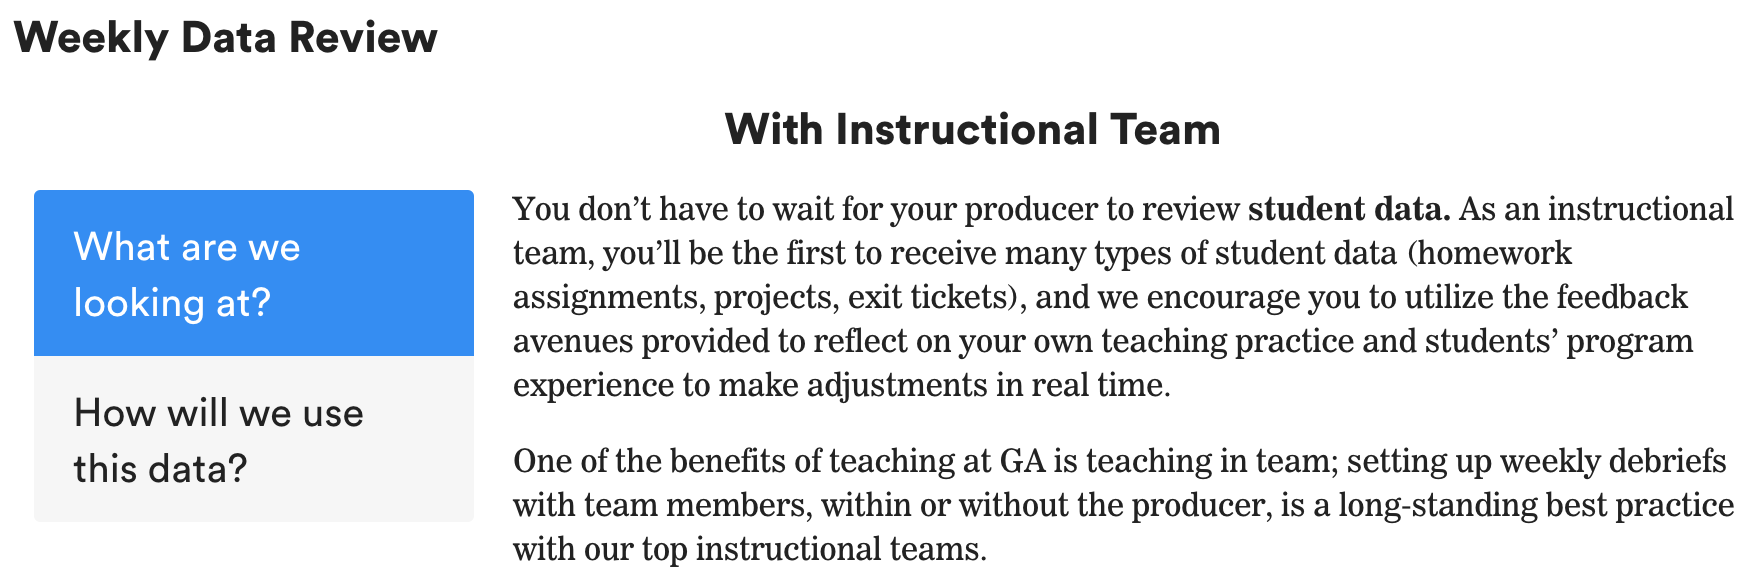 Weekly Data Review
With Instructional Team
What are we
looking at?
How will we use
this data?
You don’t have to wait for your producer to review student data. As an instructional
team, you’ll be the first to receive many types of student data (homework
assignments, projects, exit tickets), and we encourage you to utilize the feedback
avenues provided to reflect on your own teaching practice and students’ program
experience to make adjustments in real time.
One of the benefits of teaching at GA is teaching in team; setting up weekly debriefs
with team members, within or without the producer, is a long-standing best practice
with our top instructional teams.